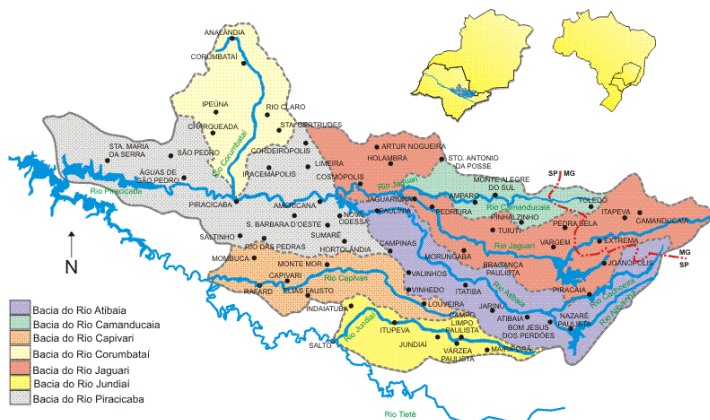 ANALÂNDIA
CORUMBATAÍ
IPEÚNA
RIO CLARO
CHARQUEADA
STA. GERTRUDES
Rio Corumbataí
CORDEIRÓPOLIS
STA. MARIA
DA SERRA
SÃO PEDRO
ÁGUAS DE
SÃO PEDRO
IRACEMÁPOLIS
LIMEIRA
Rio Piracicaba
PIRACICABA
AMERICANA
S. BARBARA D'OESTE
NOVA
ODESSA
SALTINHO
RIO DAS PEDRAS
SUMARÉ
HORTOLÂNDIA
ARTUR NOGUEIRA
HOLAMBRA
STO. ANTONIO
DA POSSE
COSMÓPOLIS
Rio Jaguari
MONTE ALEGRE
DO SUL
SP
MG
JAGUARIUNA
PAULINIA
AMPARO
Rio Camanducaia
TOLEDO
PEDREIRA
PINHALZINHO
PEDRA BELA
ITAPEVA
CAMANDUCAIA
TUIUTI
Rio Jaguari
VARGEM
EXTREMA
MG
SP
CAMPINAS
MORUNGABA
BRAGANÇA
PAULISTA
JOANÓPOLIS
MOMBUCA
MONTE MOR
Rio Capivari
CAPIVARI
RAFARD
ELIAS FAUSTO
VALINHOS
VINHEDO
ITATIBA
Rio Atibaia
PIRACAIA
Rio Cachoeira
Rio Atibainha
INDAIATUBA
LOUVEIRA
JARINU
ATIBAIA
BOM JESUS
DOS PERDÕES
NAZARÉ
PAULISTA
SALTO
Rio Jundiaí
ITUPEVA
CAMPO
LIMPO
PAULISTA
JUNDIAÍ
VÁRZEA
PAULISTA
MAIRIPORÃ
Rio Tietê
N
Bacia do Rio Atibaia
Bacia do Rio Camanducaia
Bacia do Rio Capivari
Bacia do Rio Corumbataí
Bacia do Rio Jaguari
Bacia do Rio Jundiaí
Bacia do Rio Piracicaba